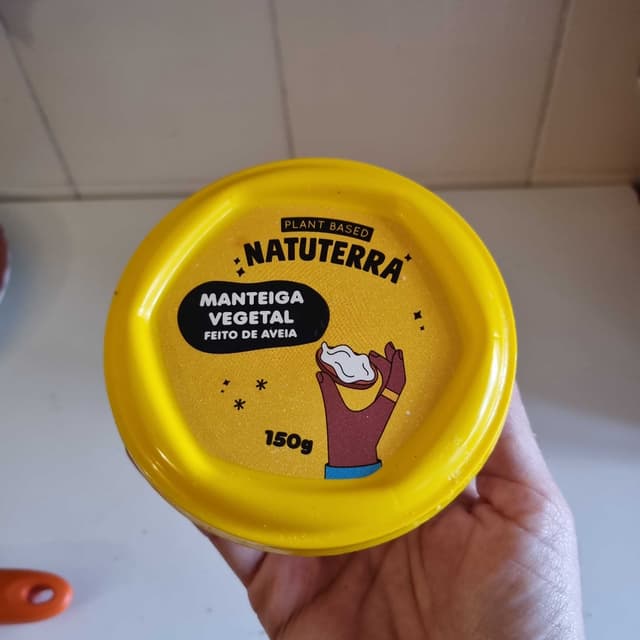 PLANT BASED
NATUTERRA
MANTEIGA
VEGETAL
FEITO DE AVEIA
150g